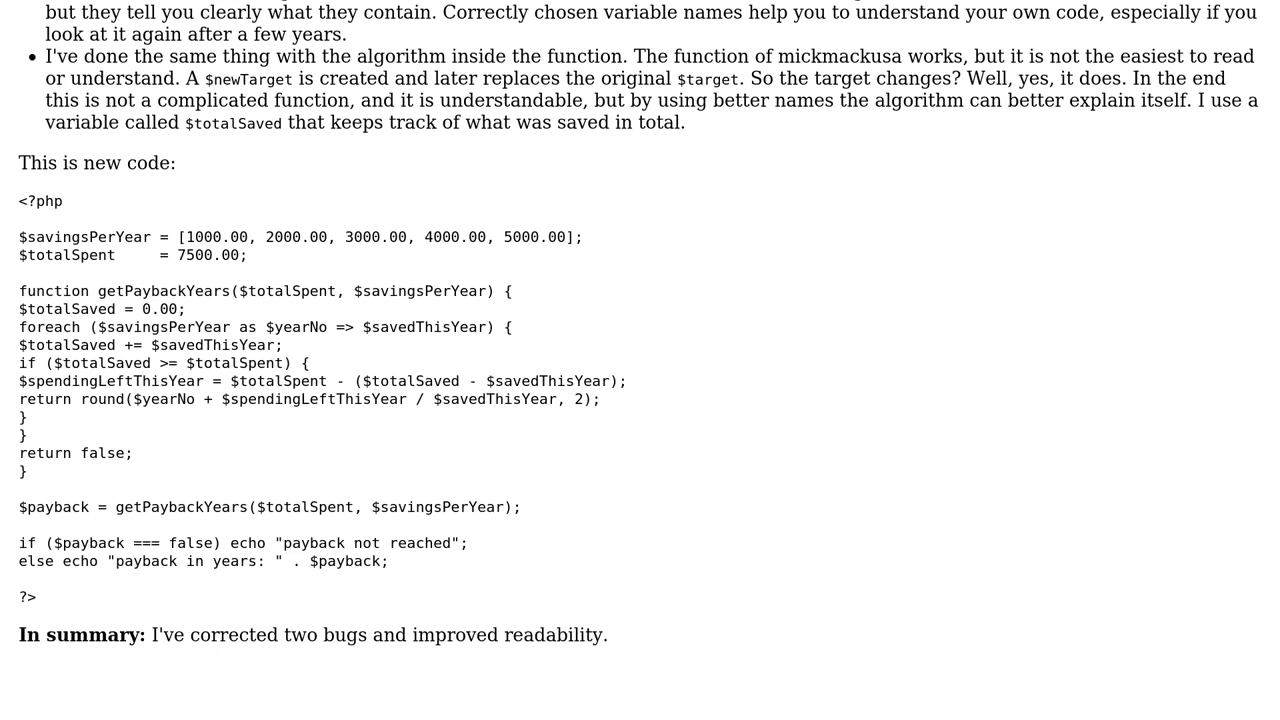 but they tell you clearly what they contain. Correctly chosen variable names help you to understand your own code, especially if you
look at it again after a few years.
• I've done the same thing with the algorithm inside the function. The function of mickmackusa works, but it is not the easiest to read
or understand. A $newTarget is created and later replaces the original $target. So the target changes? Well, yes, it does. In the end
this is not a complicated function, and it is understandable, but by using better names the algorithm can better explain itself. I use a
variable called $totalSaved that keeps track of what was saved in total.
This is new code:
<?php
$savingsPerYear = [1000.00, 2000.00, 3000.00, 4000.00, 5000.00];
$totalSpent     = 7500.00;
function getPaybackYears($totalSpent, $savingsPerYear) {
$totalSaved = 0.00;
foreach ($savingsPerYear as $yearNo => $savedThisYear) {
$totalSaved += $savedThisYear;
if ($totalSaved >= $totalSpent) {
$spendingLeftThisYear = $totalSpent - ($totalSaved - $savedThisYear);
return round($yearNo + $spendingLeftThisYear / $savedThisYear, 2);
}
}
return false;
}
$payback = getPaybackYears($totalSpent, $savingsPerYear);
if ($payback === false) echo "payback not reached";
else echo "payback in years: " . $payback;
?>
In summary: I've corrected two bugs and improved readability.